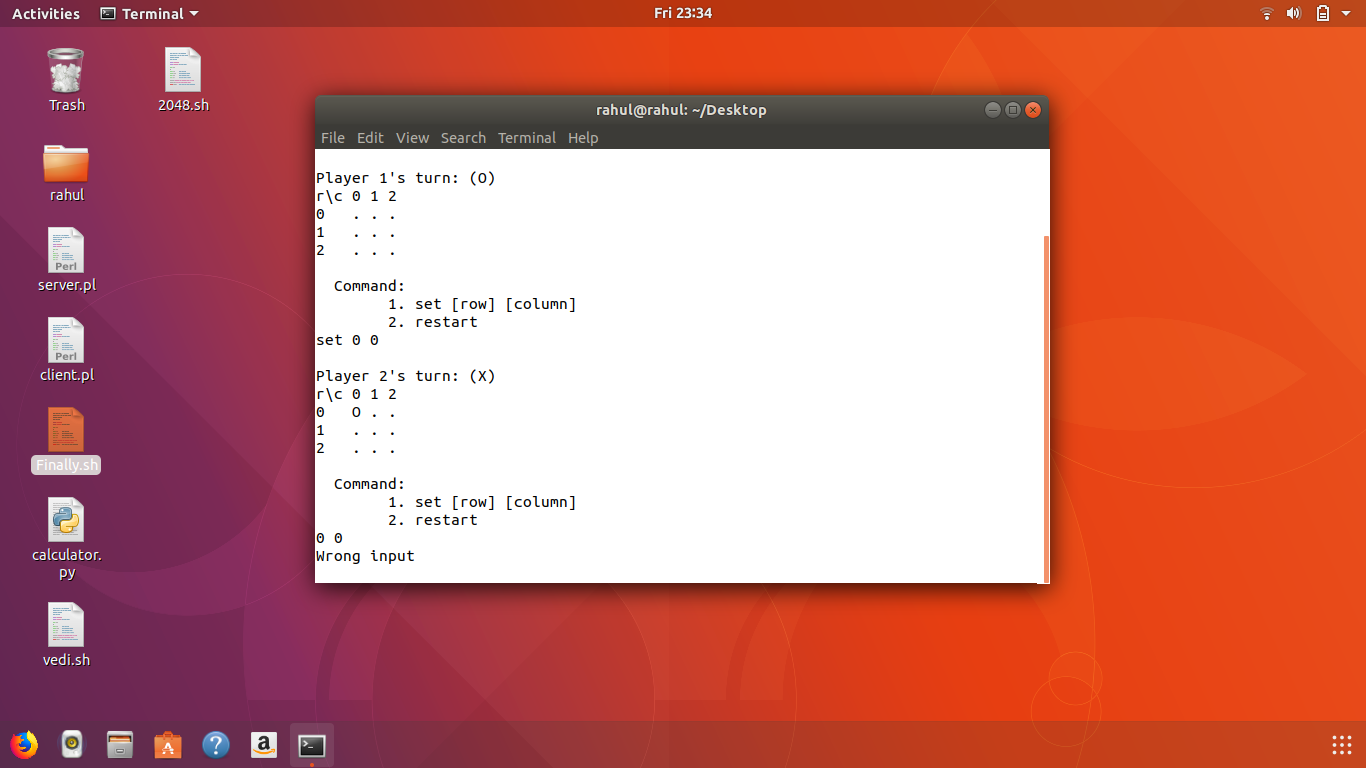 Activities Terminal Fri 23:34
Trash
2048.sh
rahul
Perl
server.pl
Perl
client.pl
Finally.sh
calculator.
py
vedi.sh
rahul@rahul: ~/Desktop
File Edit View Search Terminal Help
Player 1's turn: (O)
r\c 0 1 2
0   . . .
1   . . .
2   . . .
  Command:
        1. set [row] [column]
        2. restart
set 0 0
Player 2's turn: (X)
r\c 0 1 2
0   O . .
1   . . .
2   . . .
  Command:
        1. set [row] [column]
        2. restart
0 0
Wrong input